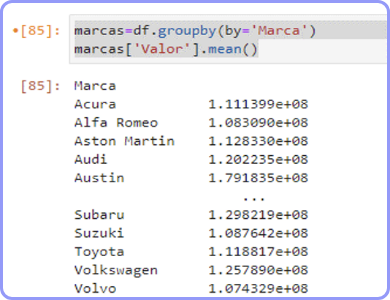 [85]: marcas=df.groupby(by='Marca')
marcas['Valor'].mean()
[85]: Marca
Acura 1.111399e+08
Alfa Romeo 1.083090e+08
Aston Martin 1.128330e+08
Audi 1.202235e+08
Austin 1.791835e+08
...
Subaru 1.298219e+08
Suzuki 1.087642e+08
Toyota 1.118817e+08
Volkswagen 1.257890e+08
Volvo 1.074329e+08